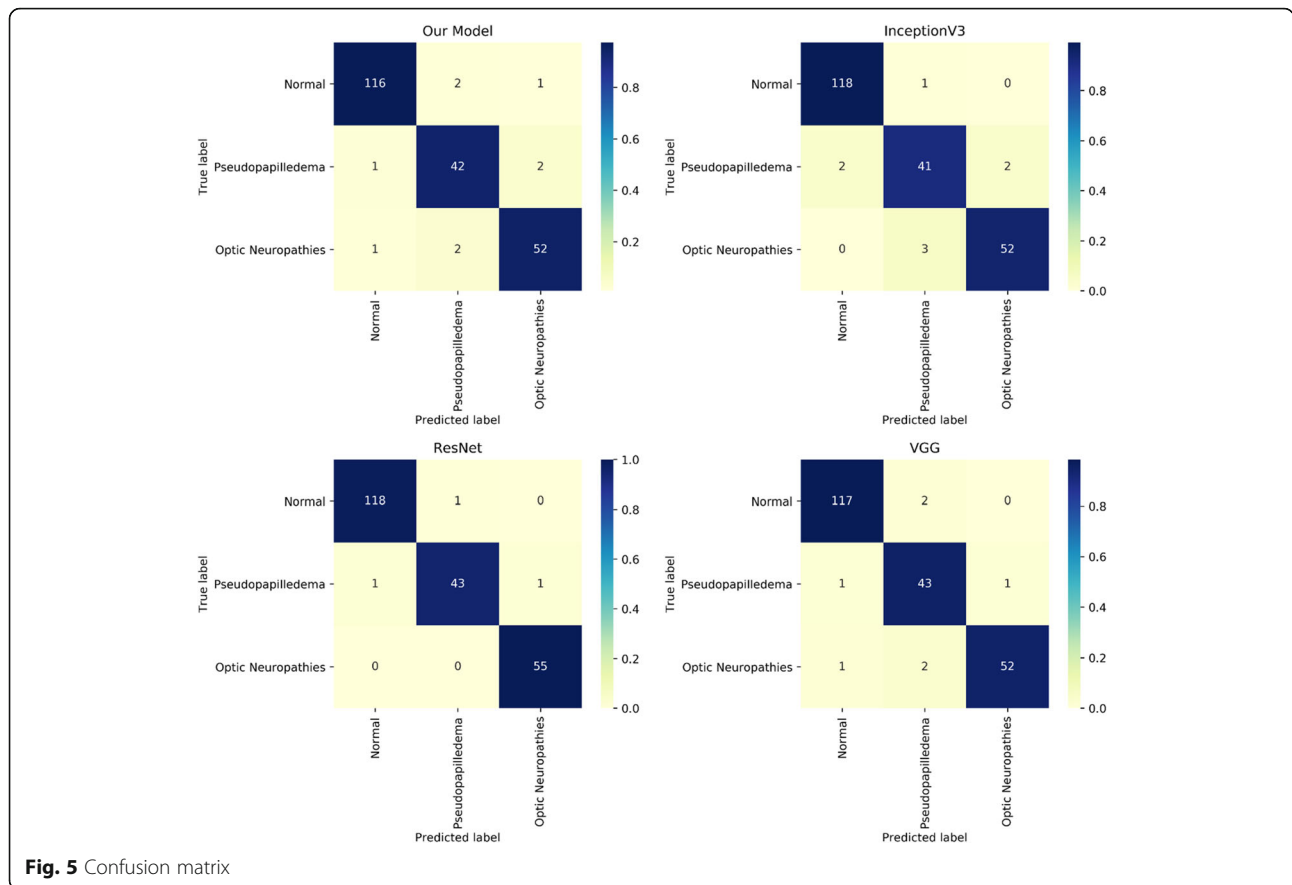 Our Model
Normal 116 2 1
Pseudopapilledema 1 42 2
Optic Neuropathies 1 2 52
True label
Normal
Pseudopapilledema
Optic Neuropathies
Predicted label
0.8
0.6
0.4
0.2
InceptionV3
Normal 118 1 0
Pseudopapilledema 2 41 2
Optic Neuropathies 0 3 52
True label
Normal
Pseudopapilledema
Optic Neuropathies
Predicted label
0.8
0.6
0.4
0.2
0.0
ResNet
Normal 118 1 0
Pseudopapilledema 1 43 1
Optic Neuropathies 0 0 55
True label
Normal
Pseudopapilledema
Optic Neuropathies
Predicted label
1.0
0.8
0.6
0.4
0.2
0.0
VGG
Normal 117 2 0
Pseudopapilledema 1 43 1
Optic Neuropathies 1 2 52
True label
Normal
Pseudopapilledema
Optic Neuropathies
Predicted label
0.8
0.6
0.4
0.2
0.0
Fig. 5 Confusion matrix